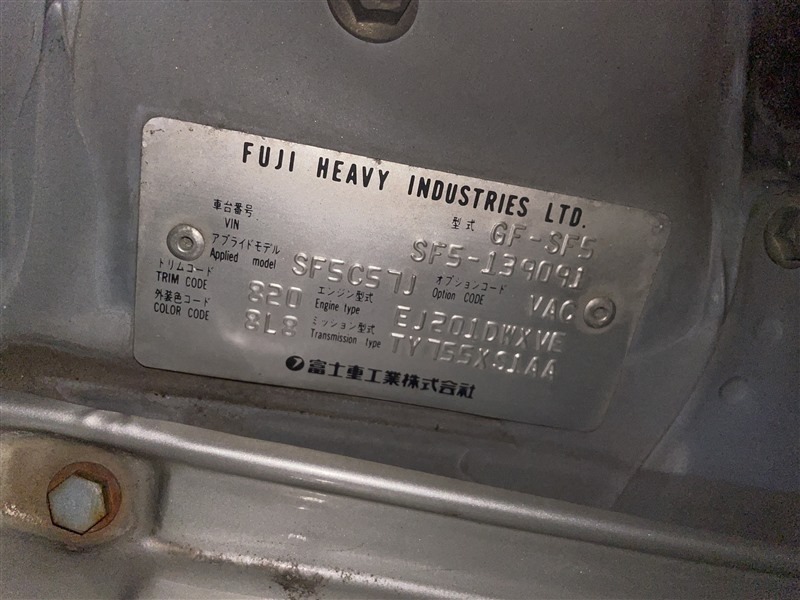 FUJI HEAVY INDUSTRIES LTD.
型式 GF-SF5
車台番号 VIN SF5-139091
アプライドモデル Applied model SF5C57J オプションコード Option CODE VAC
トリムコード TRIM CODE 820 エンジン型式 Engine type EJ201DWXVE
外装色コード COLOR CODE 8L8 ミッション型式 Transmission type TY755XS1AA
富士重工業株式会社